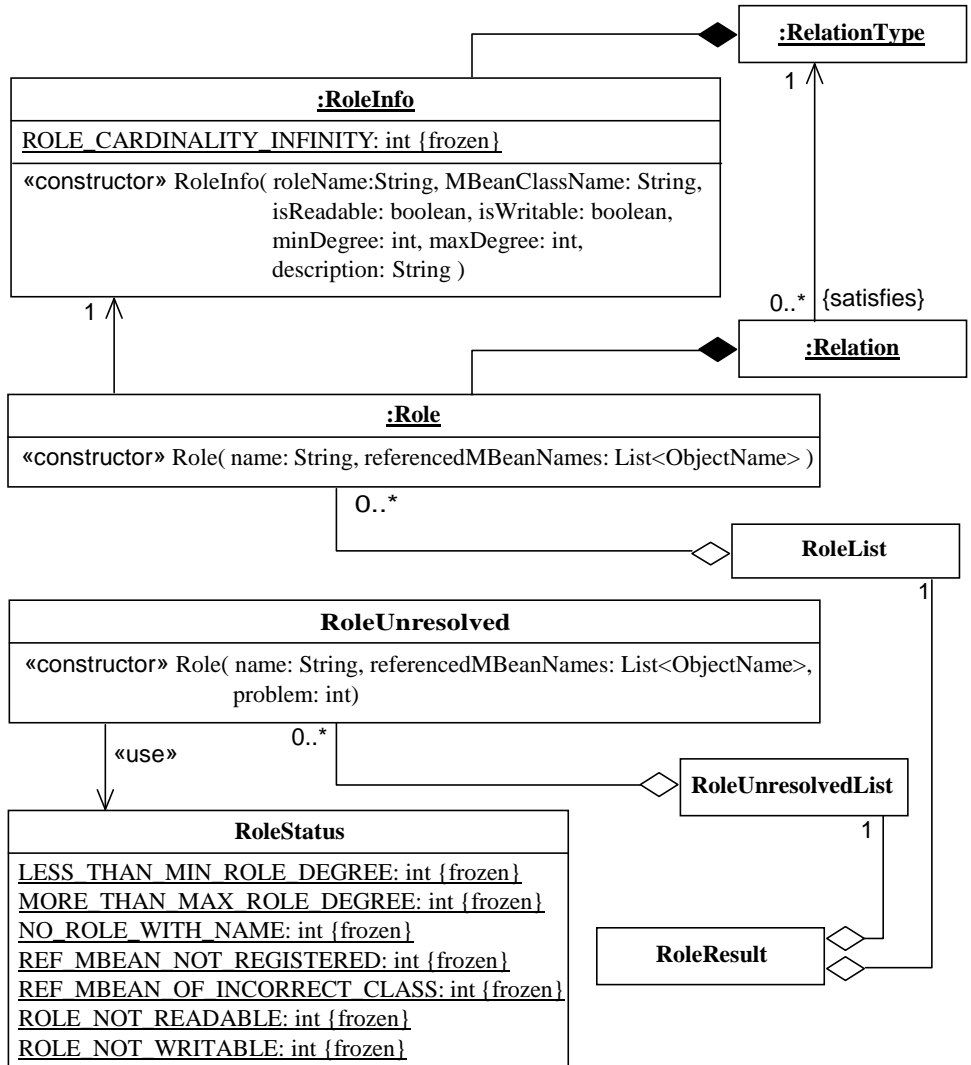 :RelationType
1
:RoleInfo
ROLE_CARDINALITY_INFINITY: int {frozen}
«constructor» RoleInfo( roleName:String, MBeanClassName: String,
isReadable: boolean, isWritable: boolean,
minDegree: int, maxDegree: int,
description: String )
0..* {satisfies}
1
:Relation
:Role
«constructor» Role( name: String, referencedMBeanNames: List<ObjectName> )
0..*
RoleList
1
RoleUnresolved
«constructor» Role( name: String, referencedMBeanNames: List<ObjectName>,
problem: int)
0..*
«use»
RoleUnresolvedList
1
RoleStatus
LESS_THAN_MIN_ROLE_DEGREE: int {frozen}
MORE_THAN_MAX_ROLE_DEGREE: int {frozen}
NO_ROLE_WITH_NAME: int {frozen}
REF_MBEAN_NOT_REGISTERED: int {frozen}
REF_MBEAN_OF_INCORRECT_CLASS: int {frozen}
ROLE_NOT_READABLE: int {frozen}
ROLE_NOT_WRITABLE: int {frozen}
RoleResult